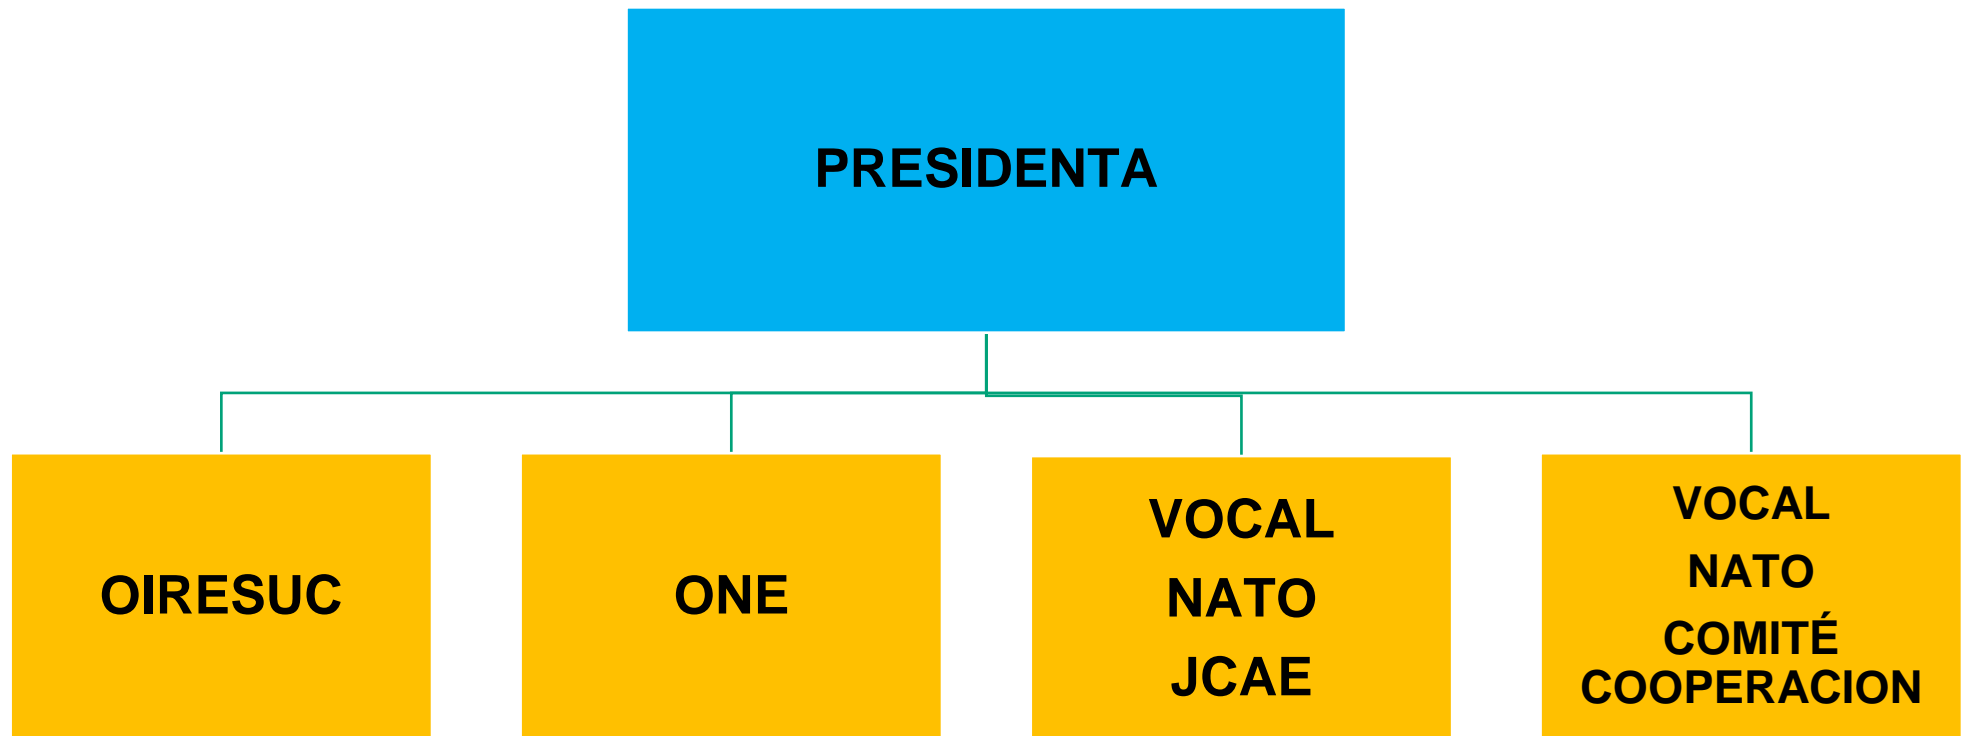 PRESIDENTA
OIRESUC
ONE
VOCAL
NATO
JCAE
VOCAL
NATO
COMITÉ
COOPERACION